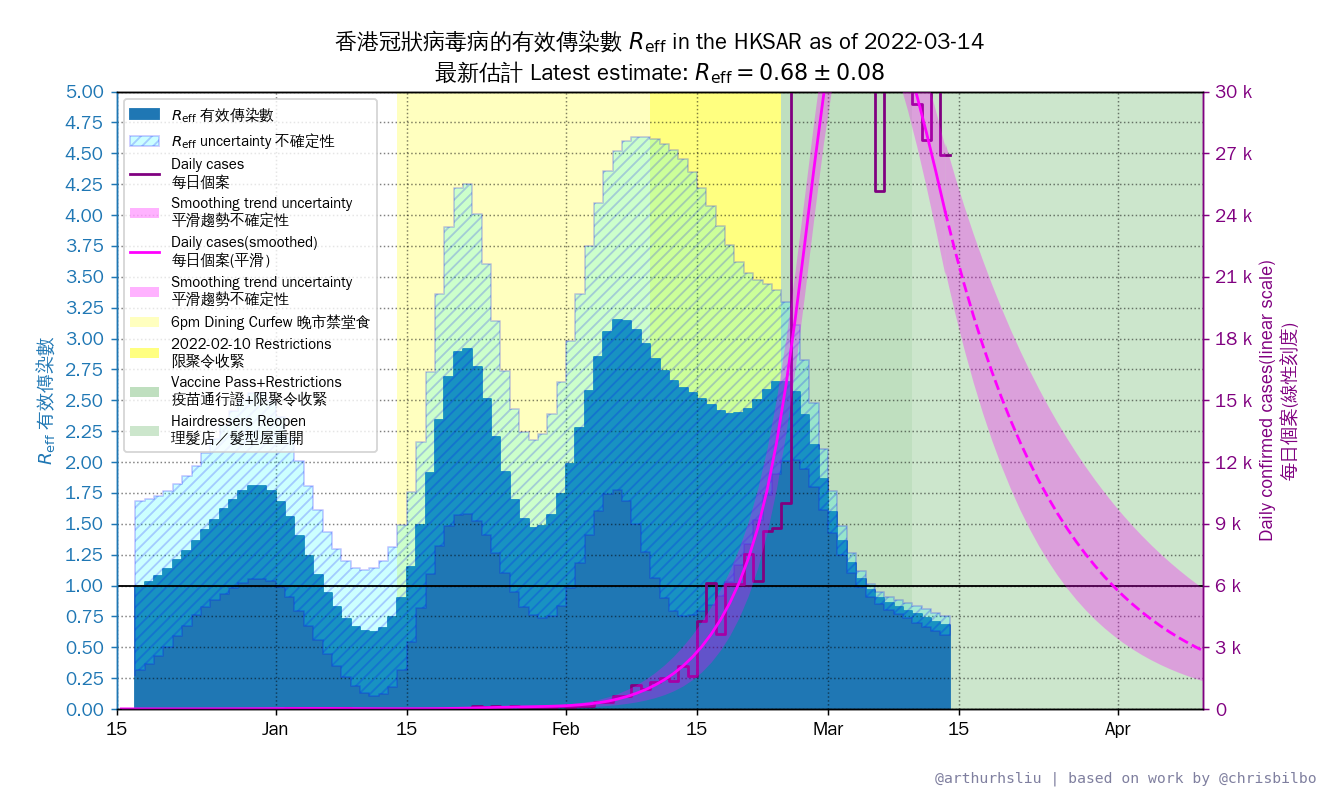 香港冠狀病毒病的有效傳染數 Reff in the HKSAR as of 2022-03-14
最新估計 Latest estimate: Reff = 0.68 ± 0.08
Reff 有效傳染數
Reff uncertainty 不確定性
Daily cases
每日個案
Smoothing trend uncertainty
平滑趨勢不確定性
Daily cases(smoothed)
每日個案(平滑）
Smoothing trend uncertainty
平滑趨勢不確定性
6pm Dining Curfew 晚市禁堂食
2022-02-10 Restrictions
限聚令收緊
Vaccine Pass+Restrictions
疫苗通行證+限聚令收緊
Hairdressers Reopen
理髮店／髮型屋重開
Reff 有效傳染數
5.00
4.75
4.50
4.25
4.00
3.75
3.50
3.25
3.00
2.75
2.50
2.25
2.00
1.75
1.50
1.25
1.00
0.75
0.50
0.25
0.00
30 k
27 k
24 k
21 k
18 k
15 k
12 k
9 k
6 k
3 k
0
Daily confirmed cases(linear scale)
每日個案(線性刻度)
15
Jan
15
Feb
15
Mar
15
Apr
@arthurhsliu | based on work by @chrisbilbo